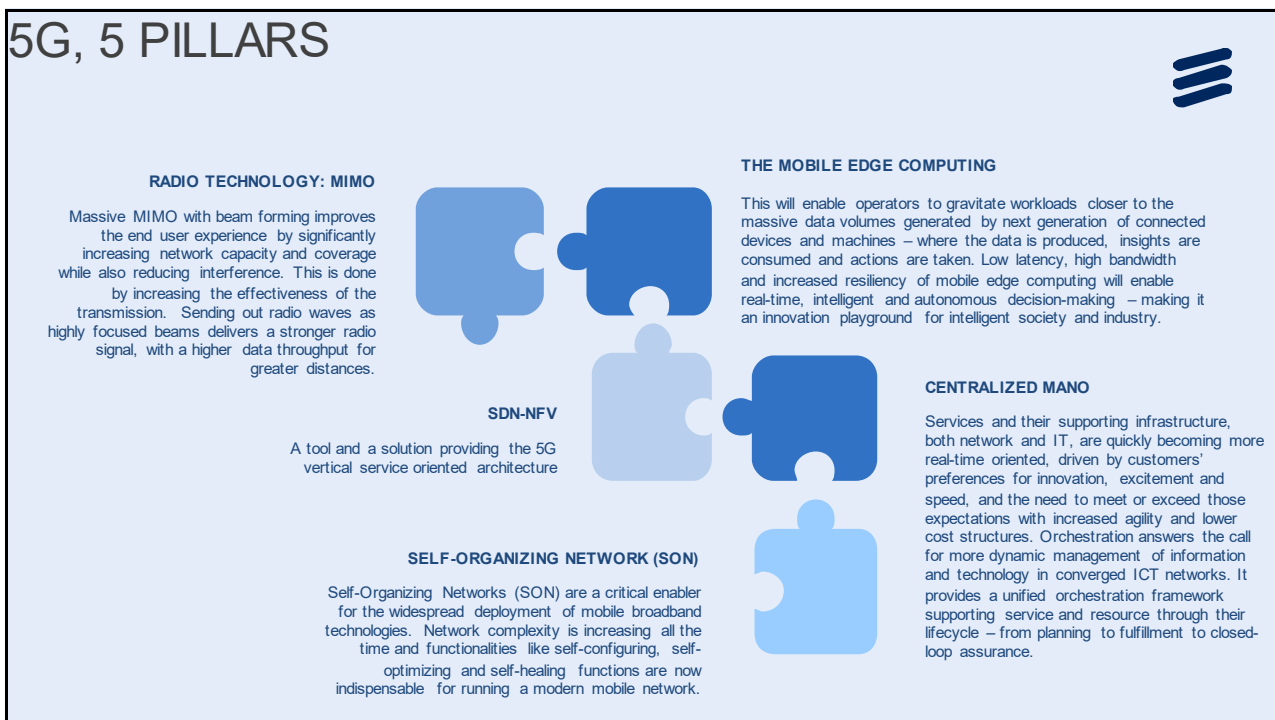 5G, 5 PILLARS
RADIO TECHNOLOGY: MIMO
Massive MIMO with beam forming improves
the end user experience by significantly
increasing network capacity and coverage
while also reducing interference. This is done
by increasing the effectiveness of the
transmission. Sending out radio waves as
highly focused beams delivers a stronger radio
signal, with a higher data throughput for
greater distances.
THE MOBILE EDGE COMPUTING
This will enable operators to gravitate workloads closer to the
massive data volumes generated by next generation of connected
devices and machines – where the data is produced, insights are
consumed and actions are taken. Low latency, high bandwidth
and increased resiliency of mobile edge computing will enable
real-time, intelligent and autonomous decision-making – making it
an innovation playground for intelligent society and industry.
SDN-NFV
A tool and a solution providing the 5G
vertical service oriented architecture
CENTRALIZED MANO
Services and their supporting infrastructure,
both network and IT, are quickly becoming more
real-time oriented, driven by customers’
preferences for innovation, excitement and
speed, and the need to meet or exceed those
expectations with increased agility and lower
cost structures. Orchestration answers the call
for more dynamic management of information
and technology in converged ICT networks. It
provides a unified orchestration framework
supporting service and resource through their
lifecycle – from planning to fulfillment to closed-
loop assurance.
SELF-ORGANIZING NETWORK (SON)
Self-Organizing Networks (SON) are a critical enabler
for the widespread deployment of mobile broadband
technologies. Network complexity is increasing all the
time and functionalities like self-configuring, self-
optimizing and self-healing functions are now
indispensable for running a modern mobile network.